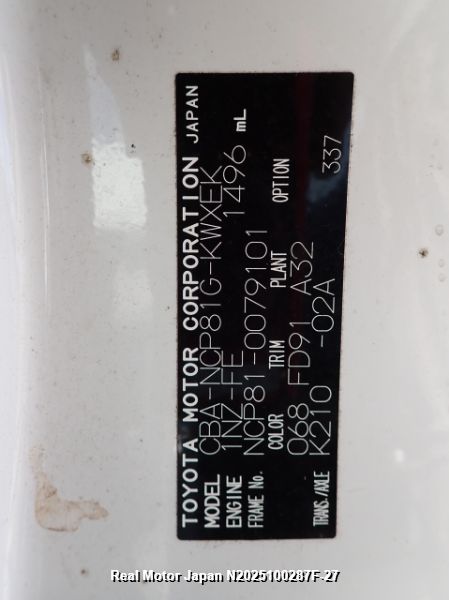 TOYOTA MOTOR CORPORATION JAPAN
MODEL CBA-NCP81G-KWXEK
ENGINE 1NZ-FE 1496 mL
FRAME No. NCP81-0079101
COLOR TRIM PLANT OPTION
068 FD91 A32 337
TRANS./AXLE K210 -02A
Real Motor Japan N2025100287F-27